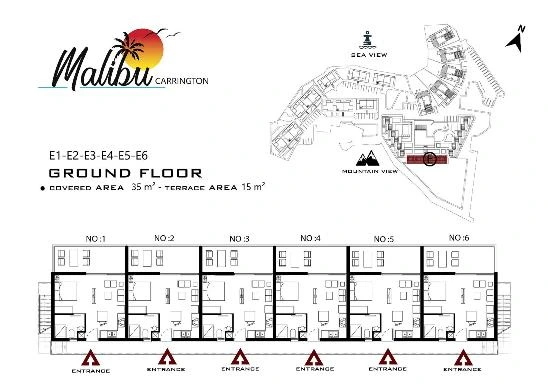 Malibu CARRINGTON
SEA VIEW
N
E
MOUNTAIN VIEW
E1-E2-E3-E4-E5-E6
GROUND FLOOR
• COVERED AREA 35 m² - TERRACE AREA 15 m²
NO :1 NO :2 NO :3 NO :4 NO :5 NO :6
ENTRANCE ENTRANCE ENTRANCE ENTRANCE ENTRANCE ENTRANCE